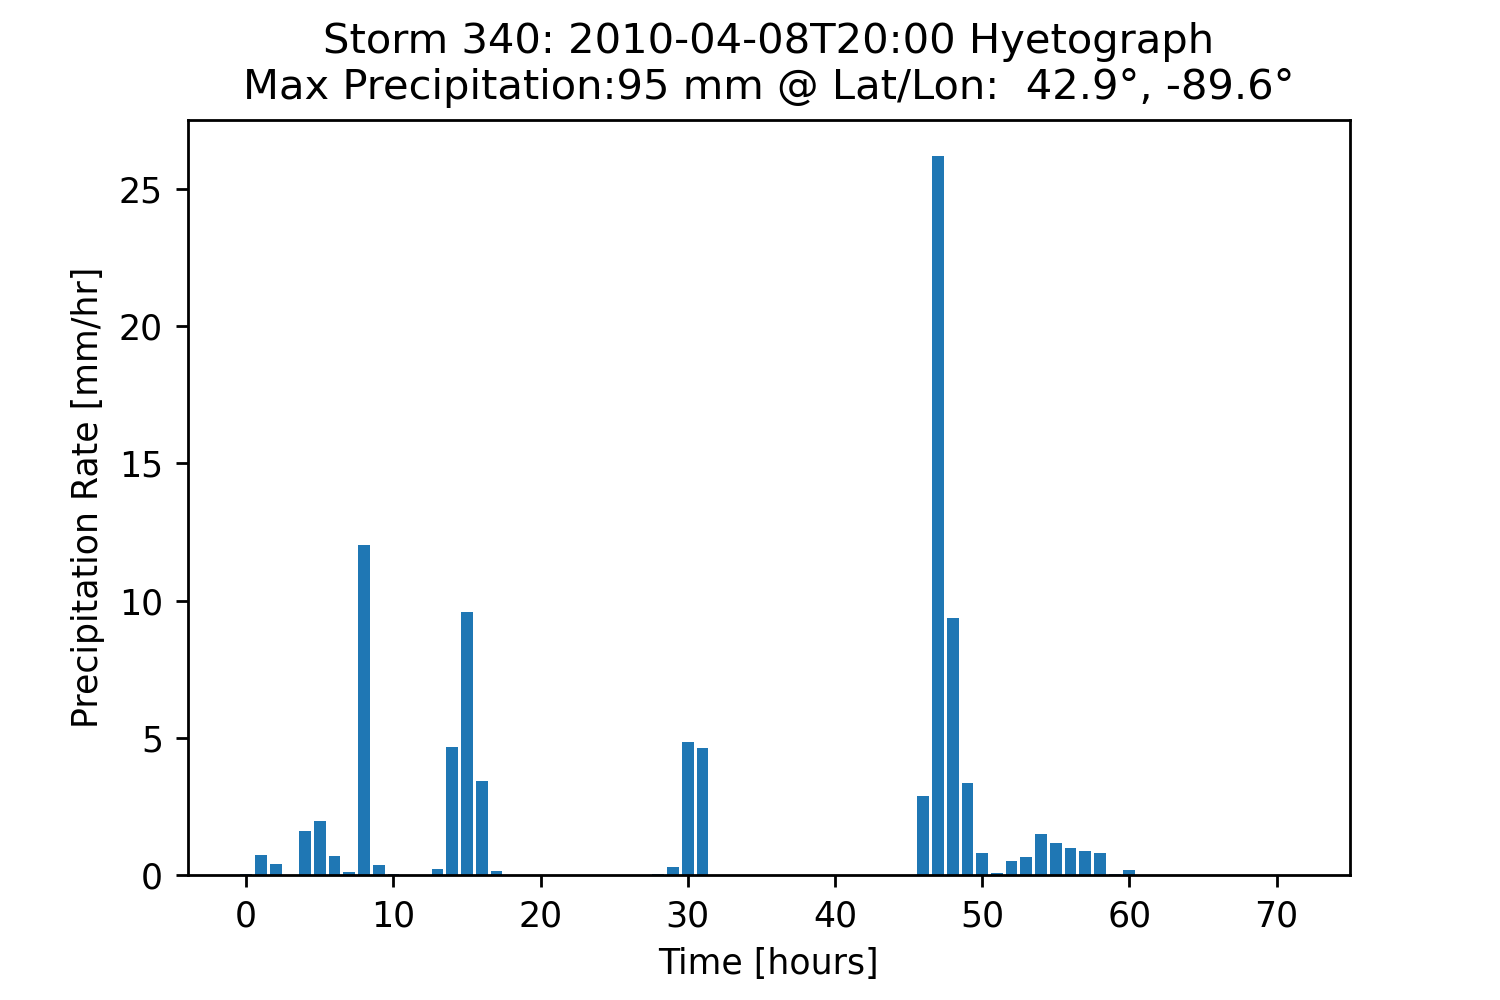 Storm 340: 2010-04-08T20:00 Hyetograph
Max Precipitation:95 mm @ Lat/Lon:  42.9°, -89.6°
Precipitation Rate [mm/hr]
25
20
15
10
5
0
0 10 20 30 40 50 60 70
Time [hours]